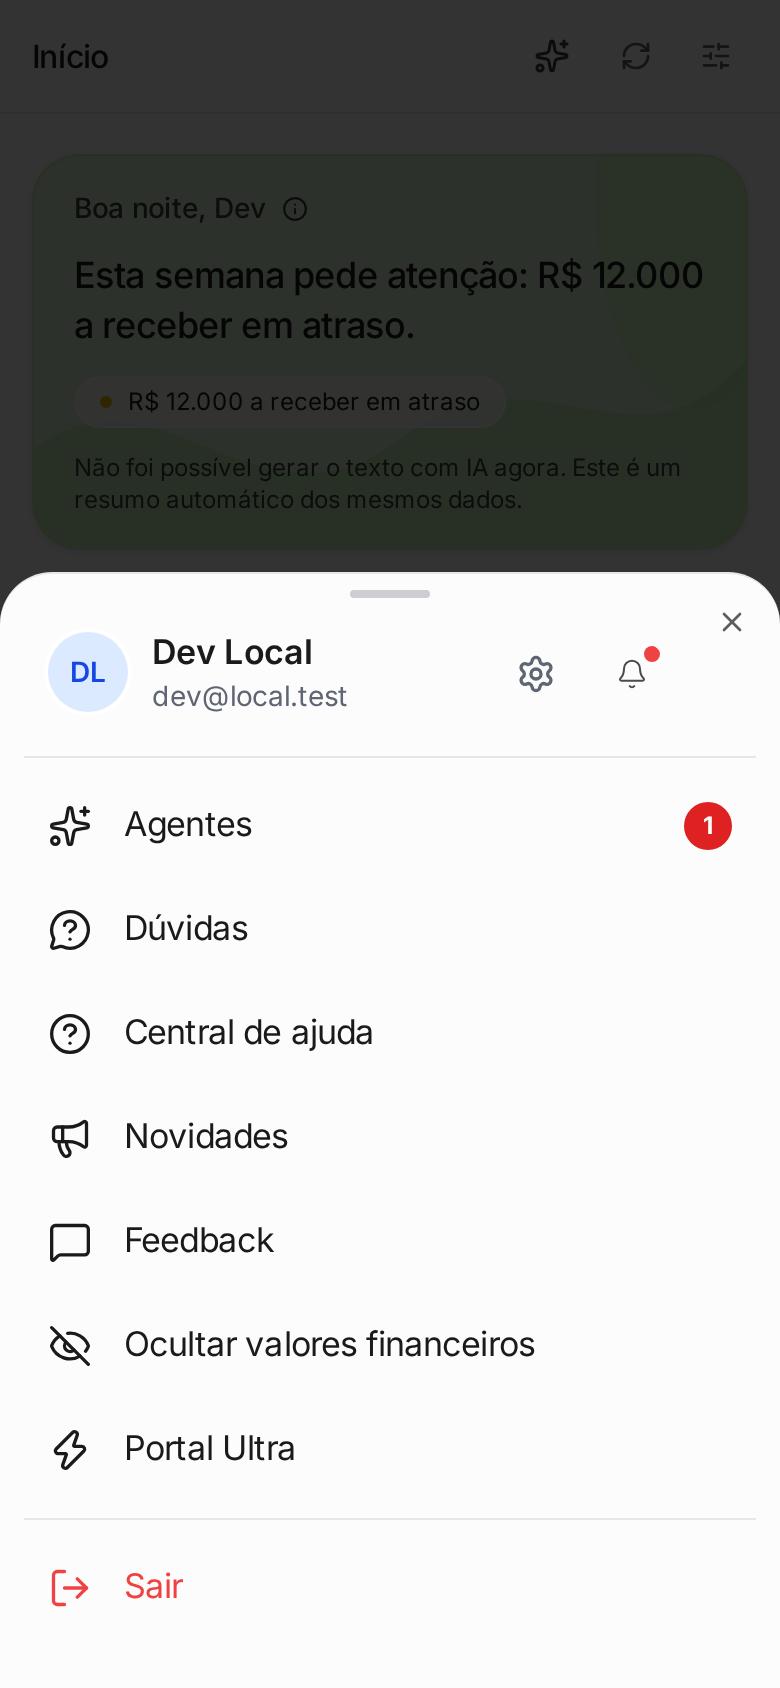 Início
Boa noite, Dev
Esta semana pede atenção: R$ 12.000
a receber em atraso.
R$ 12.000 a receber em atraso
Não foi possível gerar o texto com IA agora. Este é um
resumo automático dos mesmos dados.
DL
Dev Local
dev@local.test
Agentes
1
Dúvidas
Central de ajuda
Novidades
Feedback
Ocultar valores financeiros
Portal Ultra
Sair